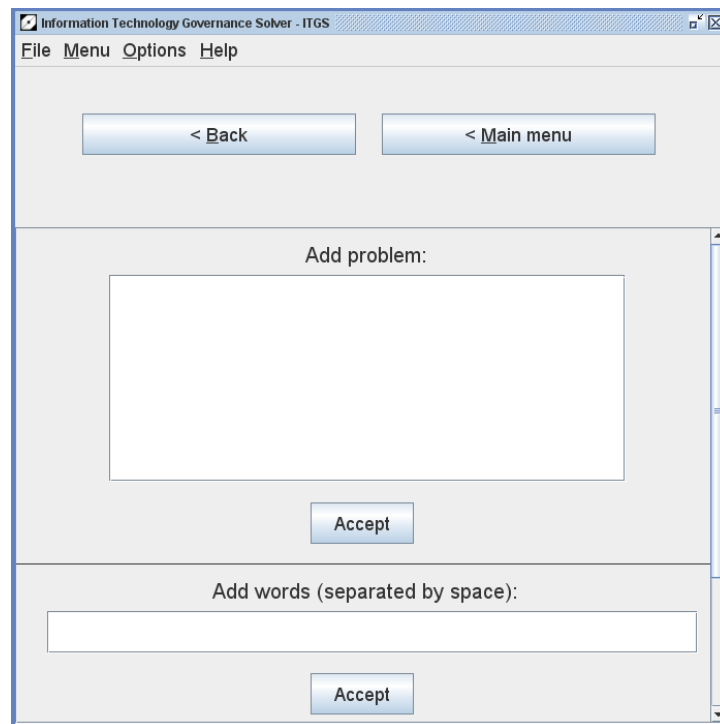 Information Technology Governance Solver - ITGS
File Menu Options Help
< Back < Main menu
Add problem:
Accept
Add words (separated by space):
Accept